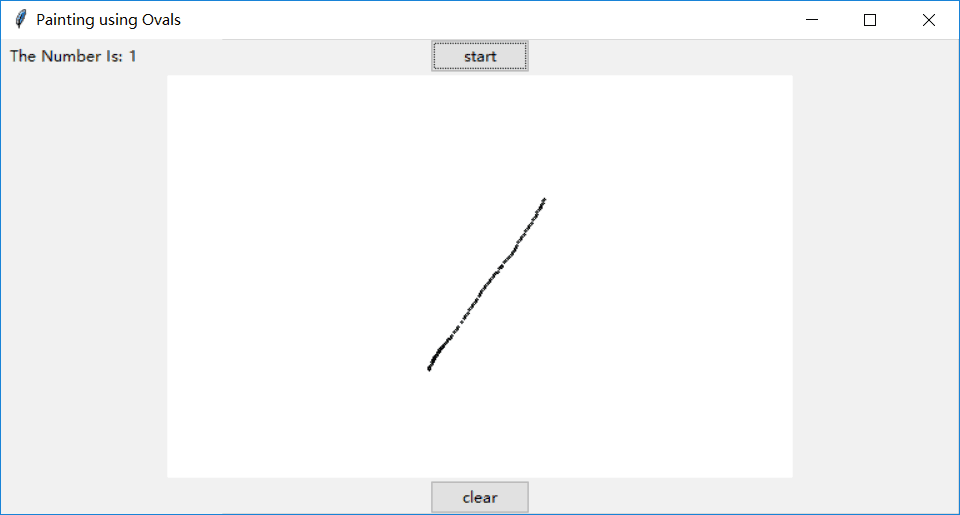 Painting using Ovals
The Number Is: 1
start
clear